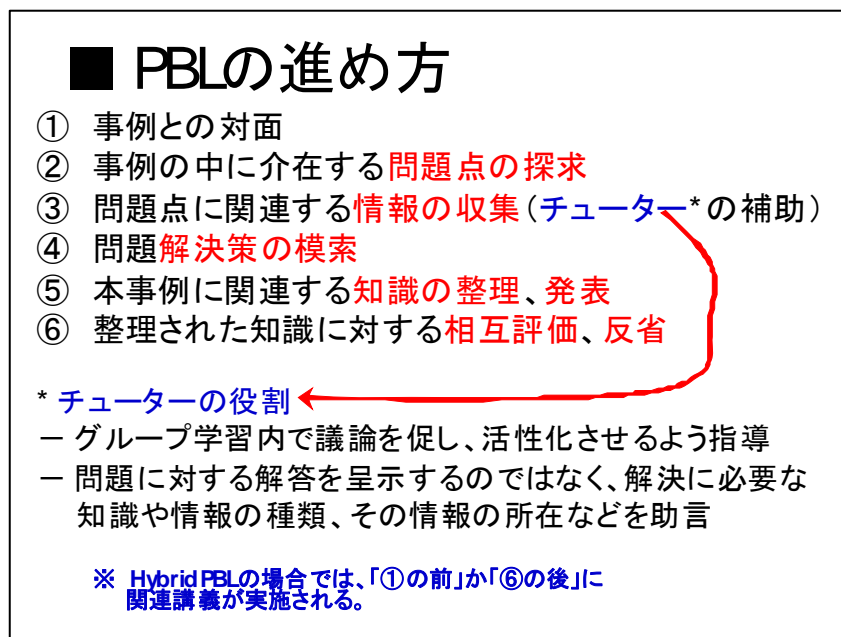 ■ PBLの進め方
① 事例との対面
② 事例の中に介在する問題点の探求
③ 問題点に関連する情報の収集(チューター*の補助)
④ 問題解決策の模索
⑤ 本事例に関連する知識の整理、発表
⑥ 整理された知識に対する相互評価、反省
* チューターの役割
− グループ学習内で議論を促し、活性化させるよう指導
− 問題に対する解答を呈示するのではなく、解決に必要な
知識や情報の種類、その情報の所在などを助言
※ Hybrid PBLの場合では、「①の前」か「⑥の後」に
関連講義が実施される。